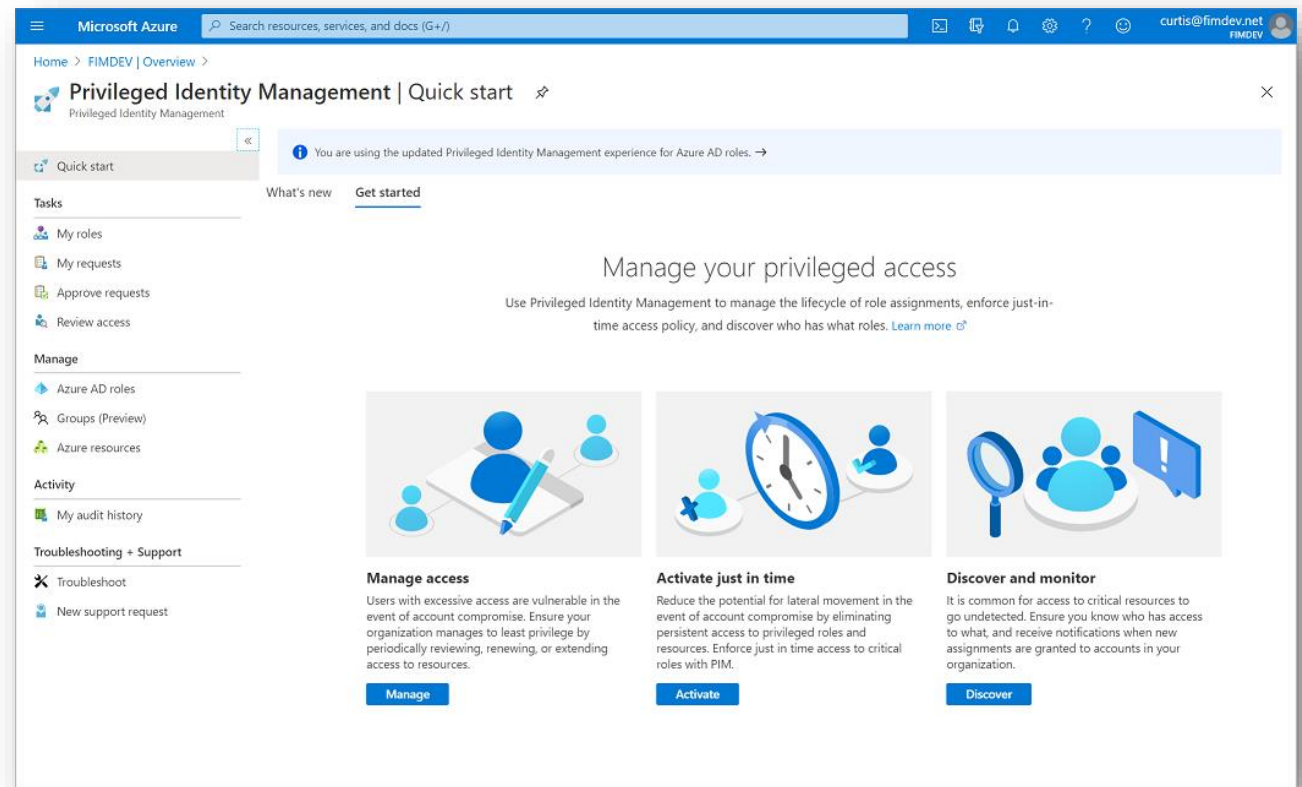 Microsoft Azure
Search resources, services, and docs (G+/)
curtis@fimdev.net
FIMDEV
Home > FIMDEV | Overview >
Privileged Identity Management | Quick start
Privileged Identity Management
«
You are using the updated Privileged Identity Management experience for Azure AD roles. →
Quick start
What's new Get started
Tasks
My roles
My requests
Approve requests
Review access
Manage
Azure AD roles
Groups (Preview)
Azure resources
Activity
My audit history
Troubleshooting + Support
Troubleshoot
New support request
Manage your privileged access
Use Privileged Identity Management to manage the lifecycle of role assignments, enforce just-in-
time access policy, and discover who has what roles. Learn more
Manage access
Users with excessive access are vulnerable in the
event of account compromise. Ensure your
organization manages to least privilege by
periodically reviewing, renewing, or extending
access to resources.
Manage
Activate just in time
Reduce the potential for lateral movement in the
event of account compromise by eliminating
persistent access to privileged roles and
resources. Enforce just in time access to critical
roles with PIM.
Activate
Discover and monitor
It is common for access to critical resources to
go undetected. Ensure you know who has access
to what, and receive notifications when new
assignments are granted to accounts in your
organization.
Discover